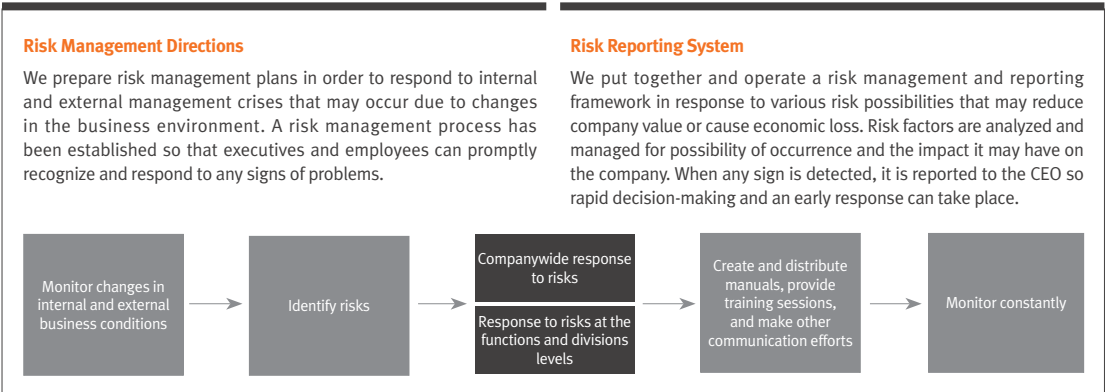 Risk Management Directions
We prepare risk management plans in order to respond to internal
and external management crises that may occur due to changes
in the business environment. A risk management process has
been established so that executives and employees can promptly
recognize and respond to any signs of problems.
Risk Reporting System
We put together and operate a risk management and reporting
framework in response to various risk possibilities that may reduce
company value or cause economic loss. Risk factors are analyzed and
managed for possibility of occurrence and the impact it may have on
the company. When any sign is detected, it is reported to the CEO so
rapid decision-making and an early response can take place.
Monitor changes in
internal and external
business conditions
Identify risks
Companywide response
to risks
Response to risks at the
functions and divisions
levels
Create and distribute
manuals, provide
training sessions,
and make other
communication efforts
Monitor constantly